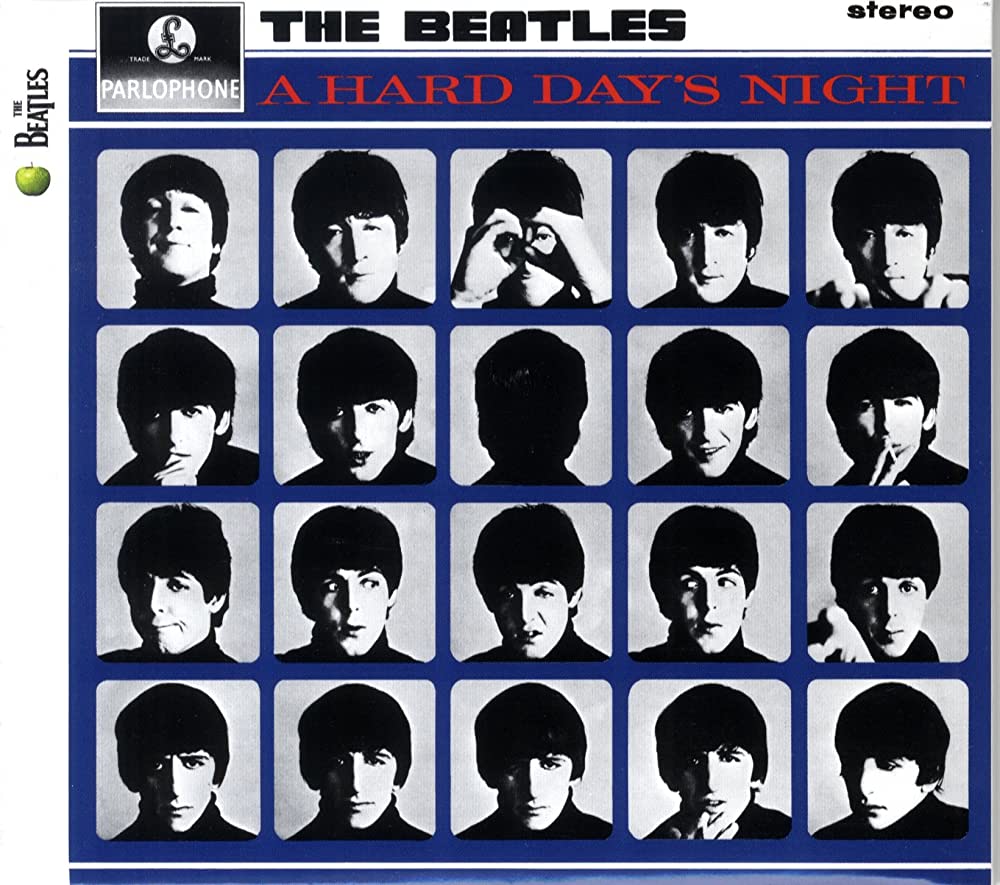 THE BEATLES
stereo
TRADE MARK
£
PARLOPHONE
A HARD DAY'S NIGHT
THE
BEATLES